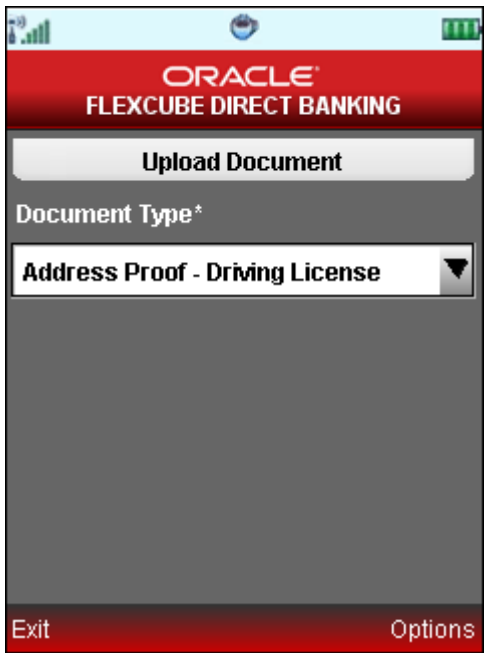 ORACLE
FLEXCUBE DIRECT BANKING
Upload Document
Document Type*
Address Proof - Driving License
Exit
Options